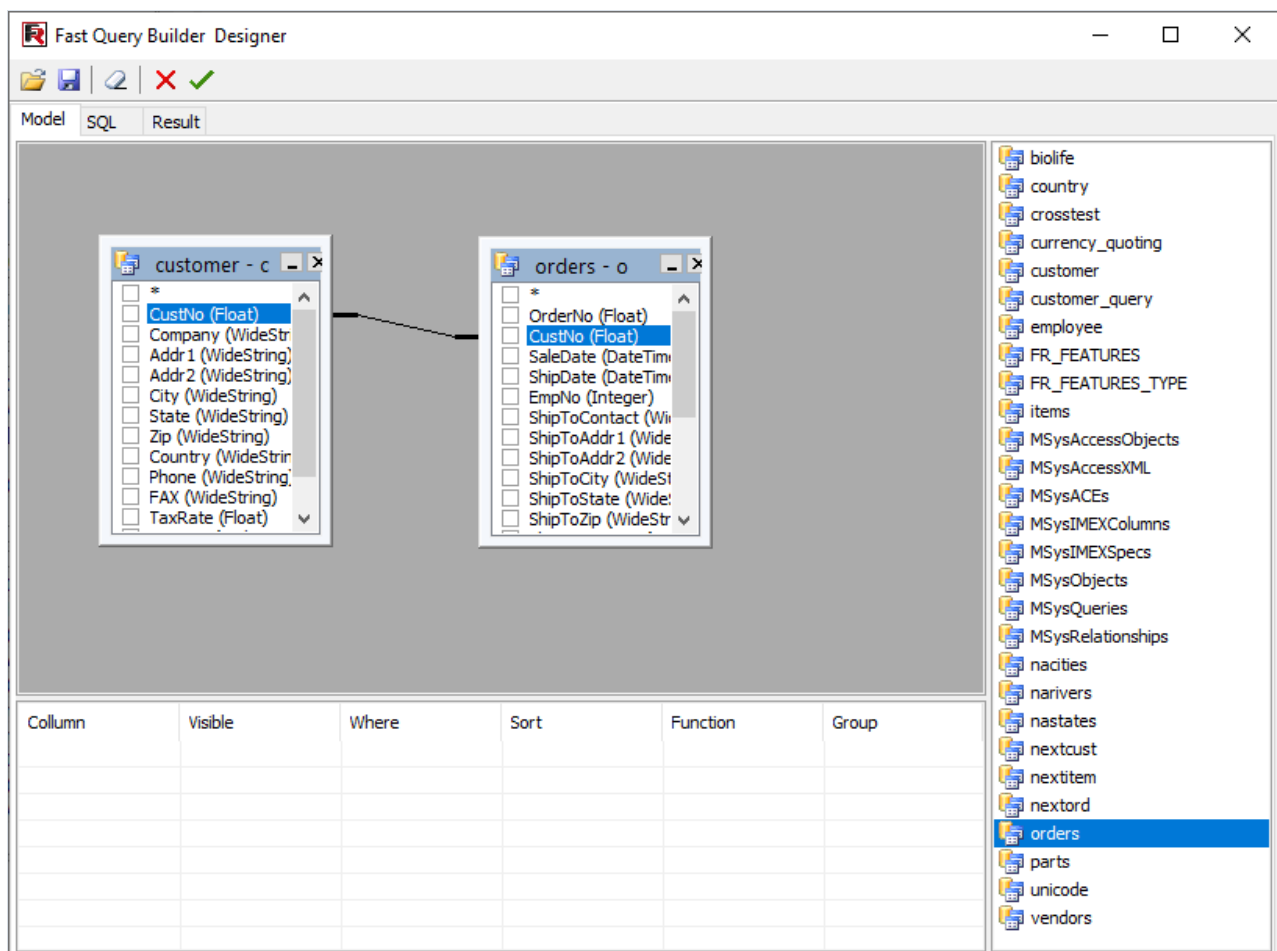 Fast Query Builder Designer
Model SQL Result
customer - c
*
CustNo (Float)
Company (WideStr
Addr1 (WideString)
Addr2 (WideString)
City (WideString)
State (WideString)
Zip (WideString)
Country (WideStrin
Phone (WideString)
FAX (WideString)
TaxRate (Float)
orders - o
*
OrderNo (Float)
CustNo (Float)
SaleDate (DateTim
ShipDate (DateTim
EmpNo (Integer)
ShipToContact (Wi
ShipToAddr1 (Wide
ShipToAddr2 (Wide
ShipToCity (WideSt
ShipToState (Wide
ShipToZip (WideStr
Collumn Visible Where Sort Function Group
biolife
country
crosstest
currency_quoting
customer
customer_query
employee
FR_FEATURES
FR_FEATURES_TYPE
items
MSysAccessObjects
MSysAccessXML
MSysACEs
MSysIMEXColumns
MSysIMEXSpecs
MSysObjects
MSysQueries
MSysRelationships
nacities
narivers
nastates
nextcust
nextitem
nextord
orders
parts
unicode
vendors